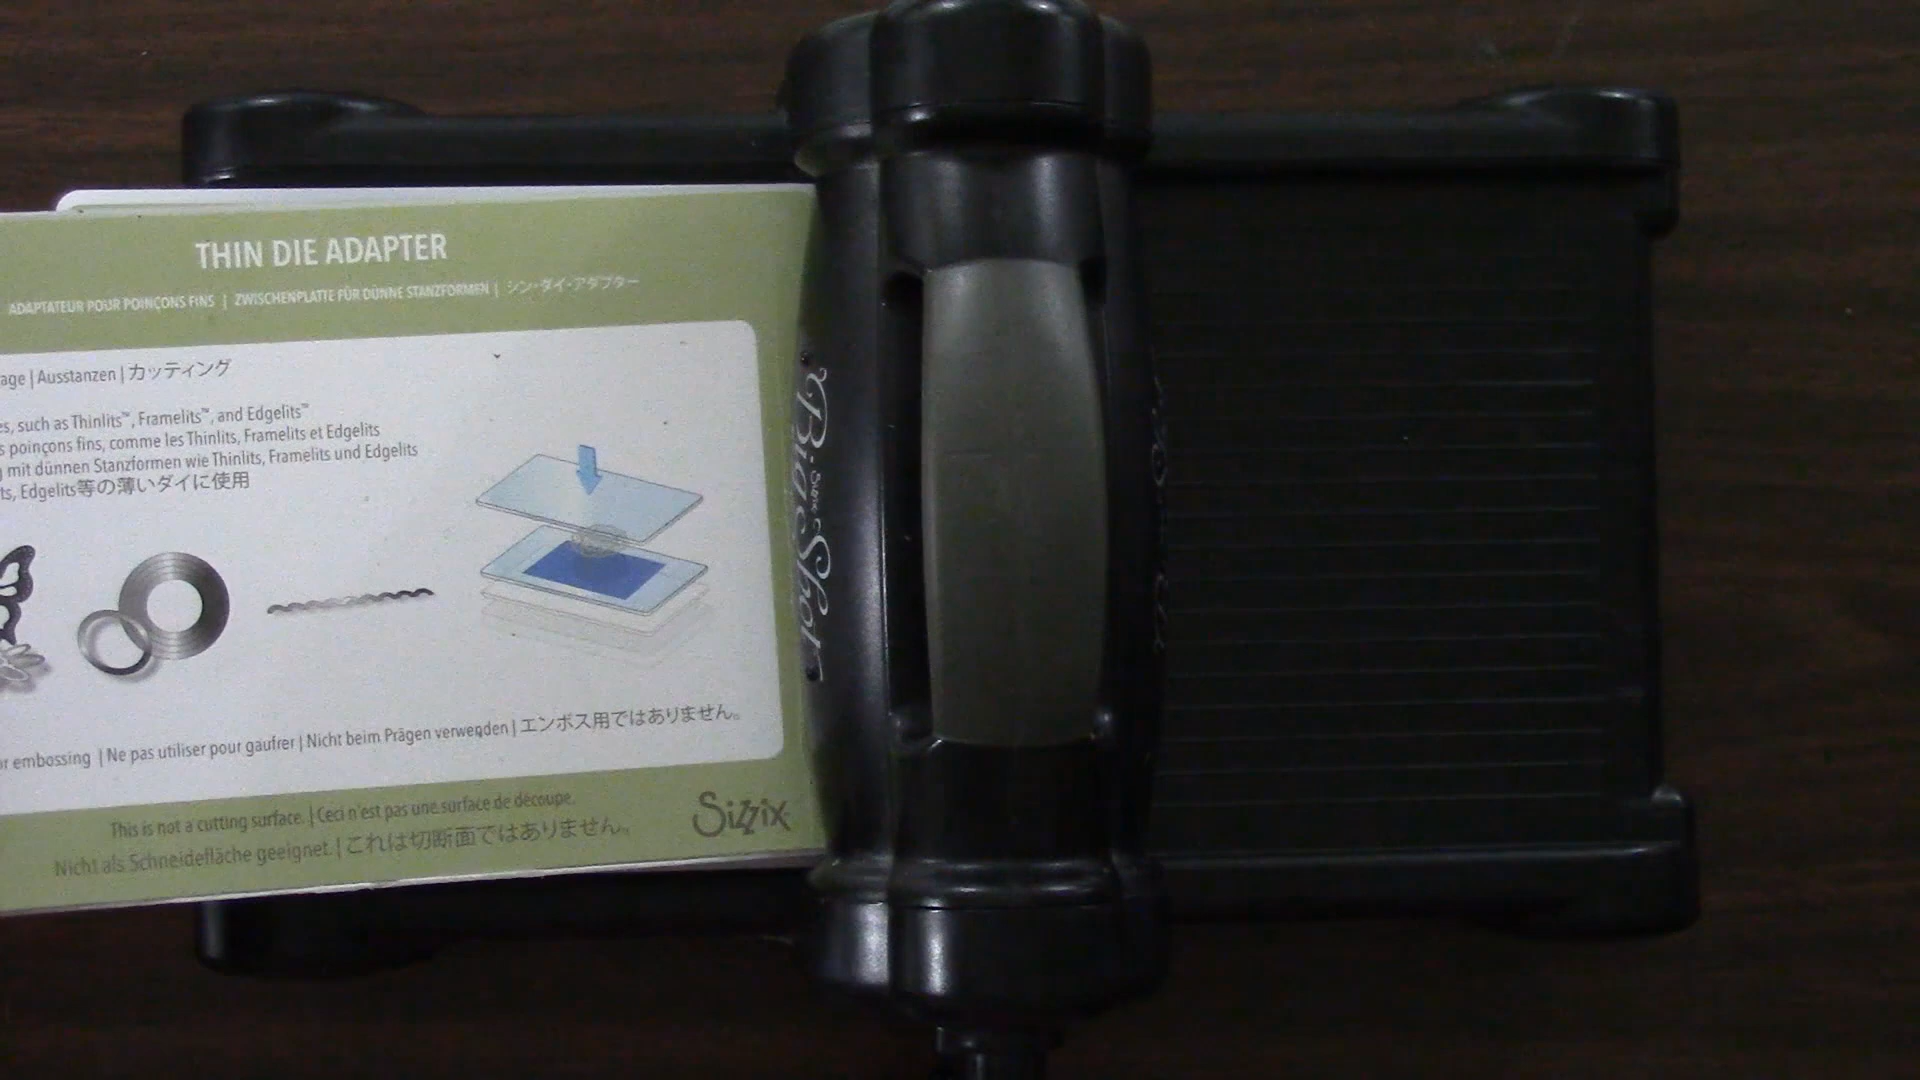 THIN DIE ADAPTER
ADAPTATEUR POUR POINÇONS FINS | ZWISCHENPLATTE FÜR DÜNNE STANZFORMEN | シン・ダイ・アダプター
age | Ausstanzen | カッティング
es, such as Thinlits™, Framelits™, and Edgelits™
s poinçons fins, comme les Thinlits, Framelits et Edgelits
g mit dünnen Stanzformen wie Thinlits, Framelits und Edgelits
ts, Edgelits等の薄いダイに使用
or embossing | Ne pas utiliser pour gaufrer | Nicht beim Prägen verwenden | エンボス用ではありません。
This is not a cutting surface. | Ceci n'est pas une surface de découpe.
Nicht als Schneidefläche geeignet. | これは切断面ではありません。
Sizzix
Sizzix
BigShot